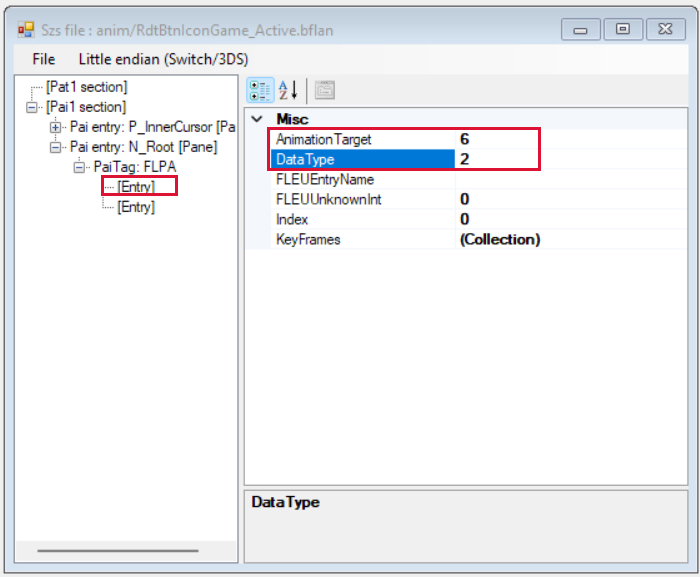 Szs file : anim/RdtBtnIconGame_Active.bflan
File Little endian (Switch/3DS)
[Pat1 section]
[Pai1 section]
Pai entry: P_InnerCursor [Pa
Pai entry: N_Root [Pane]
PaiTag: FLPA
[Entry]
[Entry]
Misc
AnimationTarget 6
DataType 2
FLEUEntryName
FLEUUnknownInt 0
Index 0
KeyFrames (Collection)
DataType